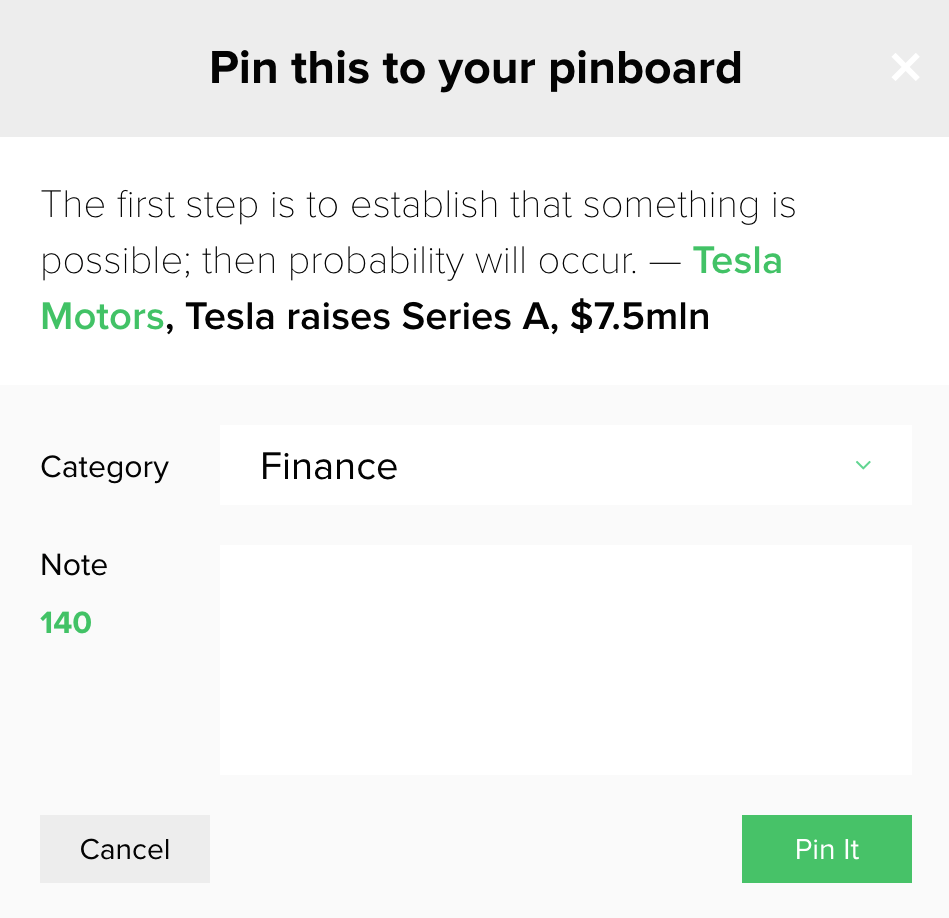 Pin this to your pinboard
The first step is to establish that something is
possible; then probability will occur. — Tesla
Motors, Tesla raises Series A, $7.5mln
Category
Finance
Note
140
Cancel
Pin It